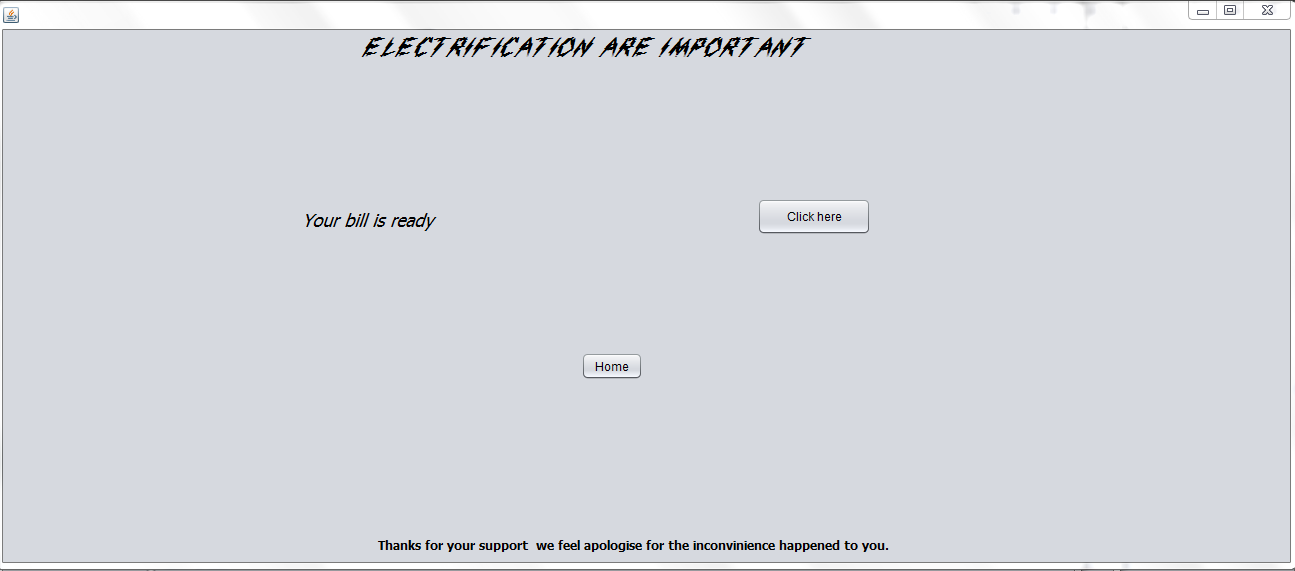 ELECTRIFICATION ARE IMPORTANT
Your bill is ready
Click here
Home
Thanks for your support  we feel apologise for the inconvinience happened to you.